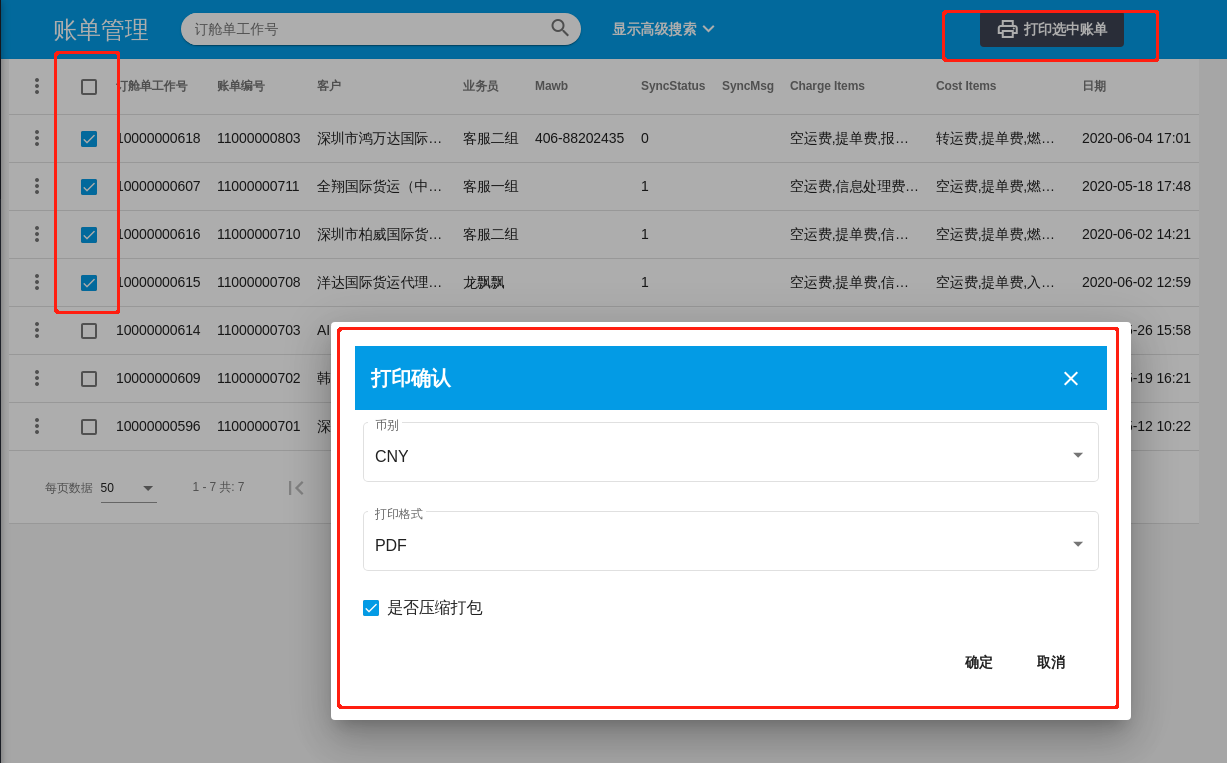 账单管理 订舱单工作号 显示高级搜索 打印选中账单
订舱单工作号 账单编号 客户 业务员 Mawb SyncStatus SyncMsg Charge Items Cost Items 日期
10000000618 11000000803 深圳市鸿万达国际… 客服二组 406-88202435 0 空运费,提单费,报… 转运费,提单费,燃… 2020-06-04 17:01
10000000607 11000000711 全翔国际货运（中… 客服一组 1 空运费,信息处理费… 空运费,提单费,燃… 2020-05-18 17:48
10000000616 11000000710 深圳市柏威国际货… 客服二组 1 空运费,提单费,信… 空运费,提单费,燃… 2020-06-02 14:21
10000000615 11000000708 洋达国际货运代理… 龙飘飘 1 空运费,提单费,信… 空运费,提单费,入… 2020-06-02 12:59
10000000614 11000000703 -26 15:58
10000000609 11000000702 韩 -19 16:21
10000000596 11000000701 深 -12 10:22
每页数据 50 1 - 7 共: 7
打印确认
币别
CNY
打印格式
PDF
是否压缩打包
确定 取消